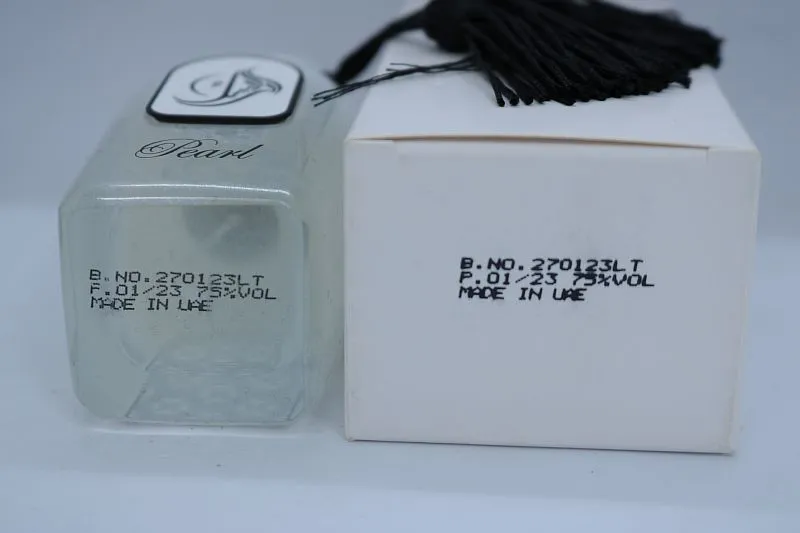 Pearl
B.NO.270123LT
P.01/23 75%VOL
MADE IN UAE
B.NO.270123LT
P.01/23 75%VOL
MADE IN UAE